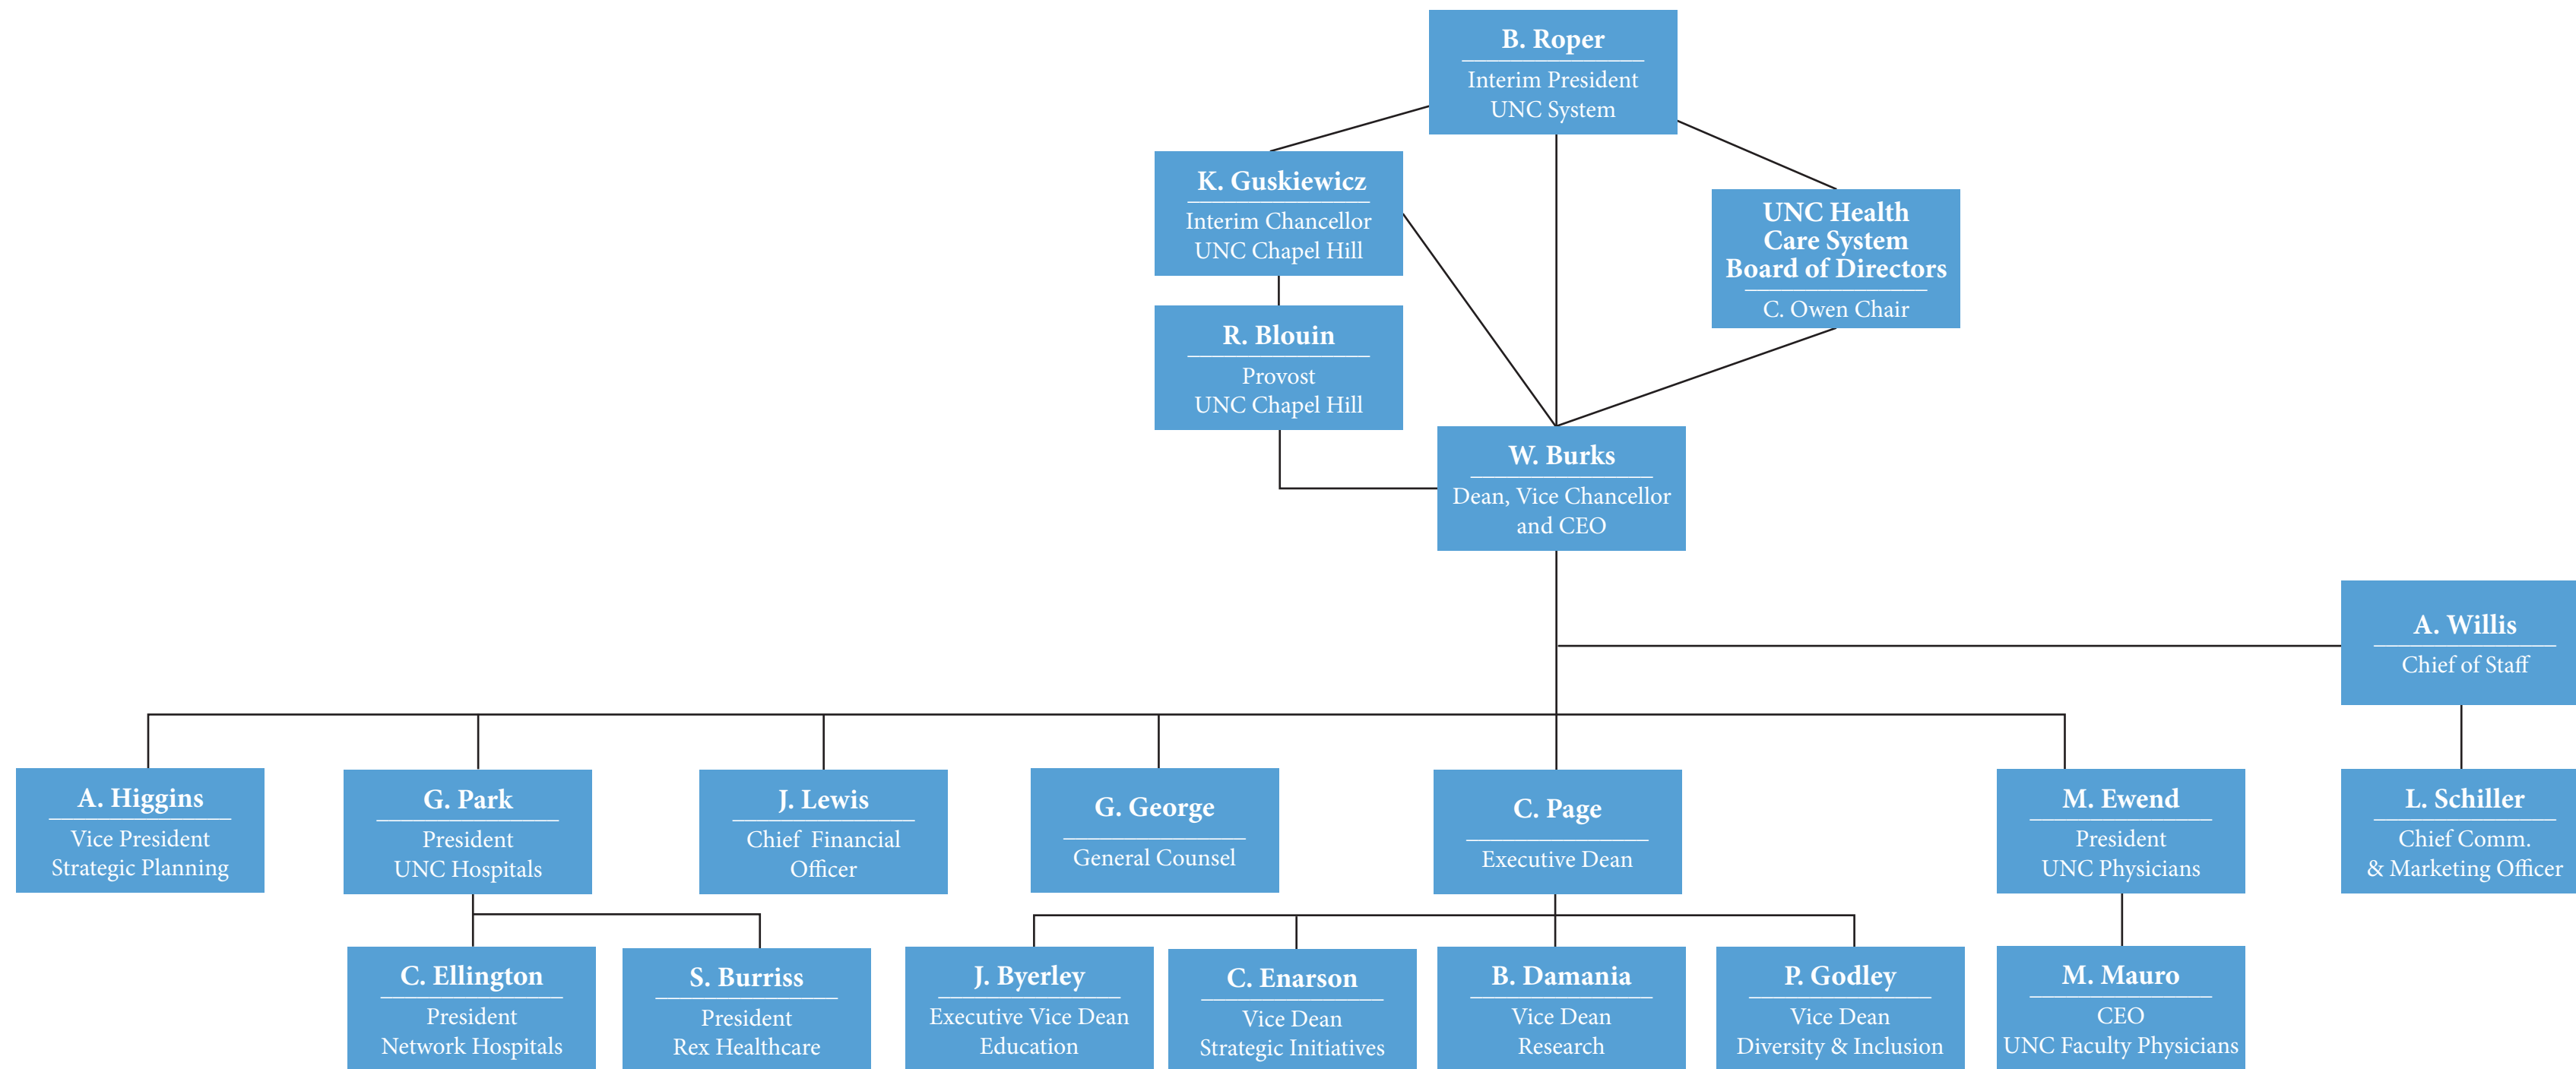 B. Roper
Interim President
UNC System
K. Guskiewicz
Interim Chancellor
UNC Chapel Hill
UNC Health
Care System
Board of Directors
C. Owen Chair
R. Blouin
Provost
UNC Chapel Hill
W. Burks
Dean, Vice Chancellor
and CEO
A. Willis
Chief of Staff
A. Higgins
Vice President
Strategic Planning
G. Park
President
UNC Hospitals
J. Lewis
Chief Financial
Officer
G. George
General Counsel
C. Page
Executive Dean
M. Ewend
President
UNC Physicians
L. Schiller
Chief Comm.
& Marketing Officer
C. Ellington
President
Network Hospitals
S. Burriss
President
Rex Healthcare
J. Byerley
Executive Vice Dean
Education
C. Enarson
Vice Dean
Strategic Initiatives
B. Damania
Vice Dean
Research
P. Godley
Vice Dean
Diversity & Inclusion
M. Mauro
CEO
UNC Faculty Physicians